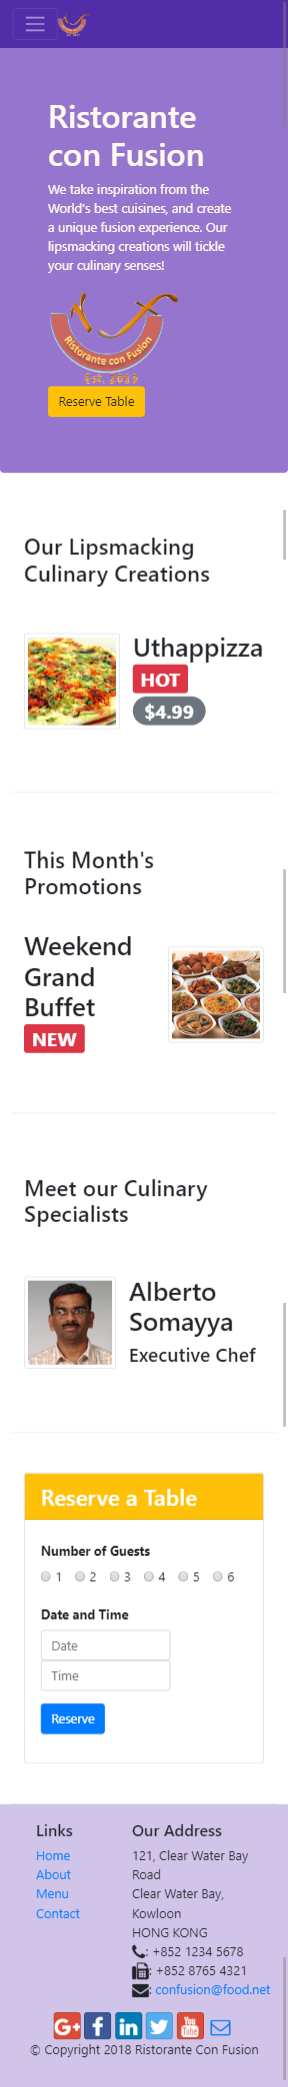 Ristorante
con Fusion
We take inspiration from the
World's best cuisines, and create
a unique fusion experience. Our
lipsmacking creations will tickle
your culinary senses!
Ristorante con Fusion
Est. 2017
Reserve Table
Our Lipsmacking
Culinary Creations
Uthappizza
HOT
$4.99
This Month's
Promotions
Weekend
Grand
Buffet
NEW
Meet our Culinary
Specialists
Alberto
Somayya
Executive Chef
Reserve a Table
Number of Guests
1 2 3 4 5 6
Date and Time
Date
Time
Reserve
Links
Home
About
Menu
Contact
Our Address
121, Clear Water Bay
Road
Clear Water Bay,
Kowloon
HONG KONG
: +852 1234 5678
: +852 8765 4321
: confusion@food.net
G+ f in You Tube
© Copyright 2018 Ristorante Con Fusion